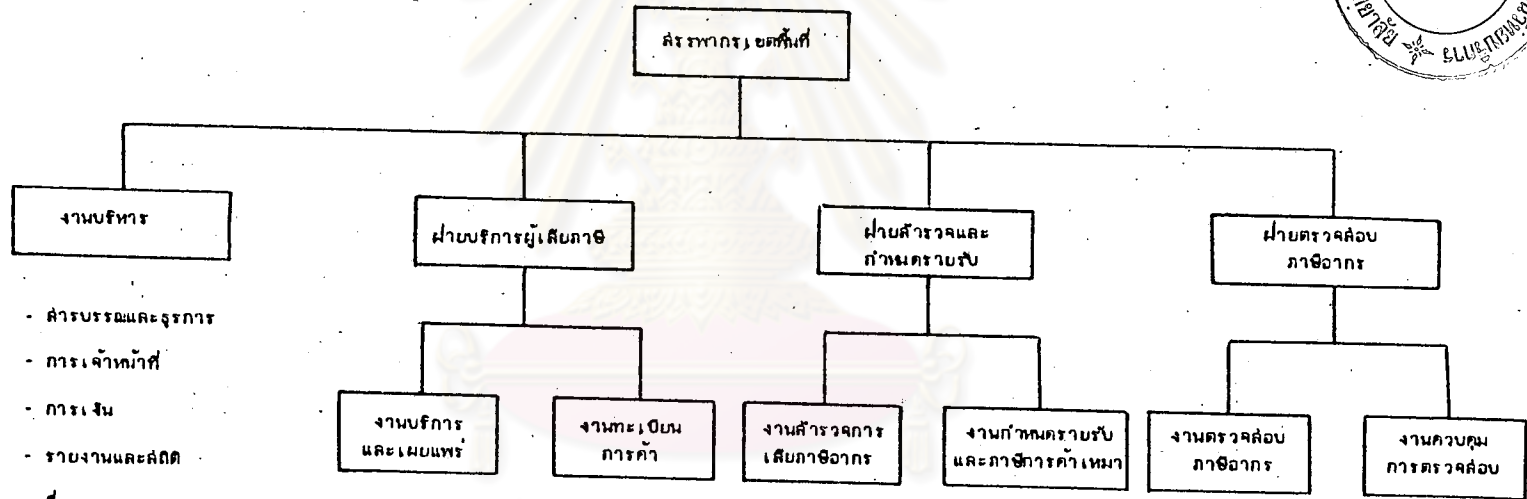 สรรพากรเขตพื้นที่
งานบริหาร
ฝ่ายบริการผู้เสียภาษี
ฝ่ายสำรวจและ
กำหนดรายรับ
ฝ่ายตรวจสอบ
ภาษีอากร
- สารบรรณและธุรการ
- การเจ้าหน้าที่
- การเงิน
- รายงานและสถิติ
งานบริการ
และเผยแพร่
งานทะเบียน
การค้า
งานสำรวจการ
เสียภาษีอากร
งานกำหนดรายรับ
และภาษีการค้าเหมา
งานตรวจสอบ
ภาษีอากร
งานควบคุม
การตรวจสอบ